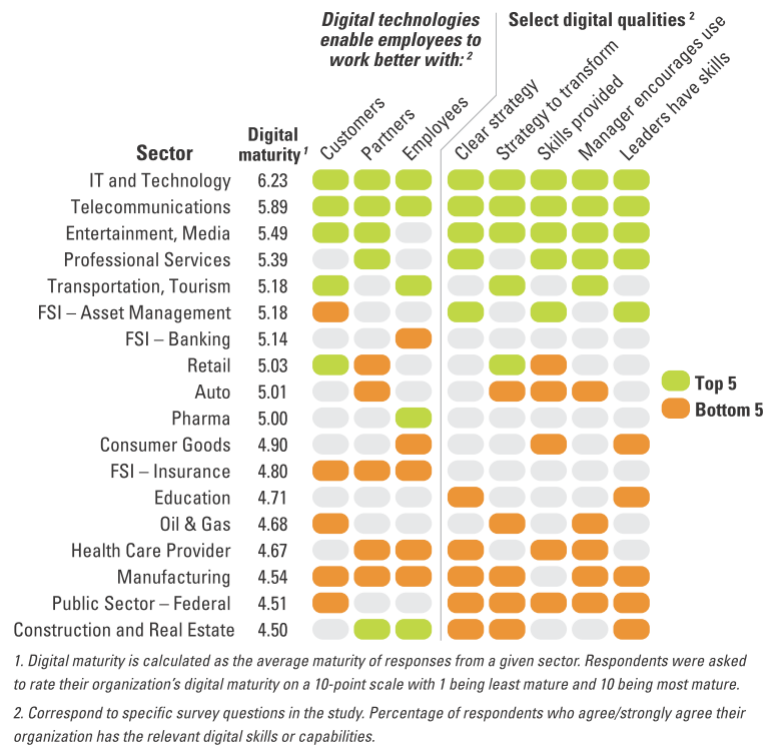 Digital technologies
enable employees to
work better with: 2
Select digital qualities 2
Sector
Digital
maturity 1
Customers
Partners
Employees
Clear strategy
Strategy to transform
Skills provided
Manager encourages use
Leaders have skills
IT and Technology 6.23
Telecommunications 5.89
Entertainment, Media 5.49
Professional Services 5.39
Transportation, Tourism 5.18
FSI – Asset Management 5.18
FSI – Banking 5.14
Retail 5.03
Auto 5.01
Pharma 5.00
Consumer Goods 4.90
FSI – Insurance 4.80
Education 4.71
Oil & Gas 4.68
Health Care Provider 4.67
Manufacturing 4.54
Public Sector – Federal 4.51
Construction and Real Estate 4.50
Top 5
Bottom 5
1. Digital maturity is calculated as the average maturity of responses from a given sector. Respondents were asked
to rate their organization's digital maturity on a 10-point scale with 1 being least mature and 10 being most mature.
2. Correspond to specific survey questions in the study. Percentage of respondents who agree/strongly agree their
organization has the relevant digital skills or capabilities.